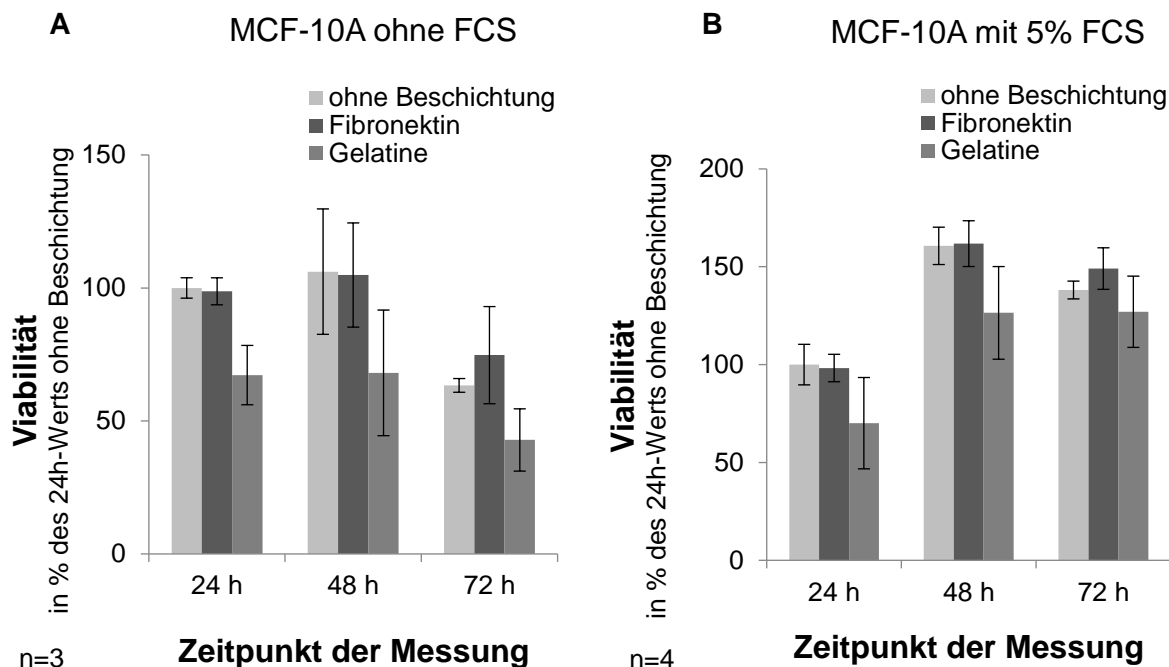 A
MCF-10A ohne FCS
ohne Beschichtung
Fibronektin
Gelatine
Viabilität
in % des 24h-Werts ohne Beschichtung
150
100
50
0
24 h
48 h
72 h
Zeitpunkt der Messung
n=3
B
MCF-10A mit 5% FCS
ohne Beschichtung
Fibronektin
Gelatine
Viabilität
in % des 24h-Werts ohne Beschichtung
200
150
100
50
0
24 h
48 h
72 h
Zeitpunkt der Messung
n=4